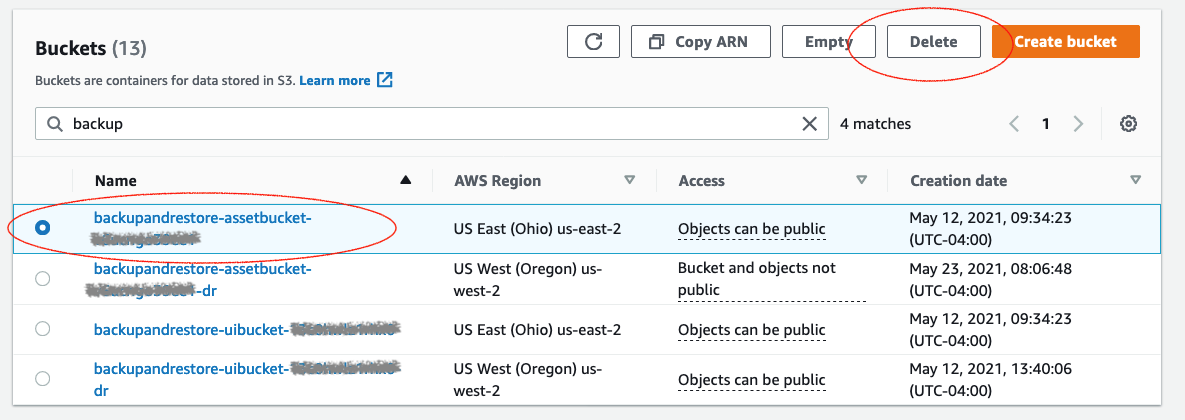 Buckets (13)
Copy ARN
Empty
Delete
Create bucket
Buckets are containers for data stored in S3. Learn more
backup
4 matches
1
Name
AWS Region
Access
Creation date
backupandrestore-assetbucket-
US East (Ohio) us-east-2
Objects can be public
May 12, 2021, 09:34:23
(UTC-04:00)
backupandrestore-assetbucket-
-dr
US West (Oregon) us-
west-2
Bucket and objects not
public
May 23, 2021, 08:06:48
(UTC-04:00)
backupandrestore-uibucket-
US East (Ohio) us-east-2
Objects can be public
May 12, 2021, 09:34:23
(UTC-04:00)
backupandrestore-uibucket-
dr
US West (Oregon) us-
west-2
Objects can be public
May 12, 2021, 13:40:06
(UTC-04:00)